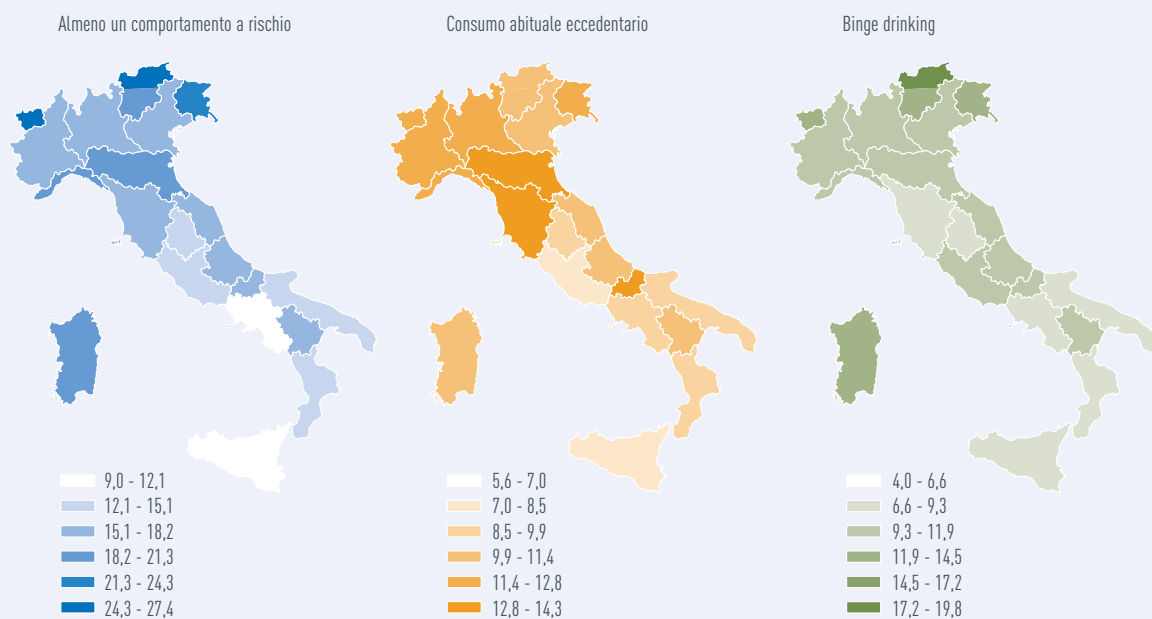 Almeno un comportamento a rischio
Consumo abituale eccedentario
Binge drinking
9,0 - 12,1
12,1 - 15,1
15,1 - 18,2
18,2 - 21,3
21,3 - 24,3
24,3 - 27,4
5,6 - 7,0
7,0 - 8,5
8,5 - 9,9
9,9 - 11,4
11,4 - 12,8
12,8 - 14,3
4,0 - 6,6
6,6 - 9,3
9,3 - 11,9
11,9 - 14,5
14,5 - 17,2
17,2 - 19,8